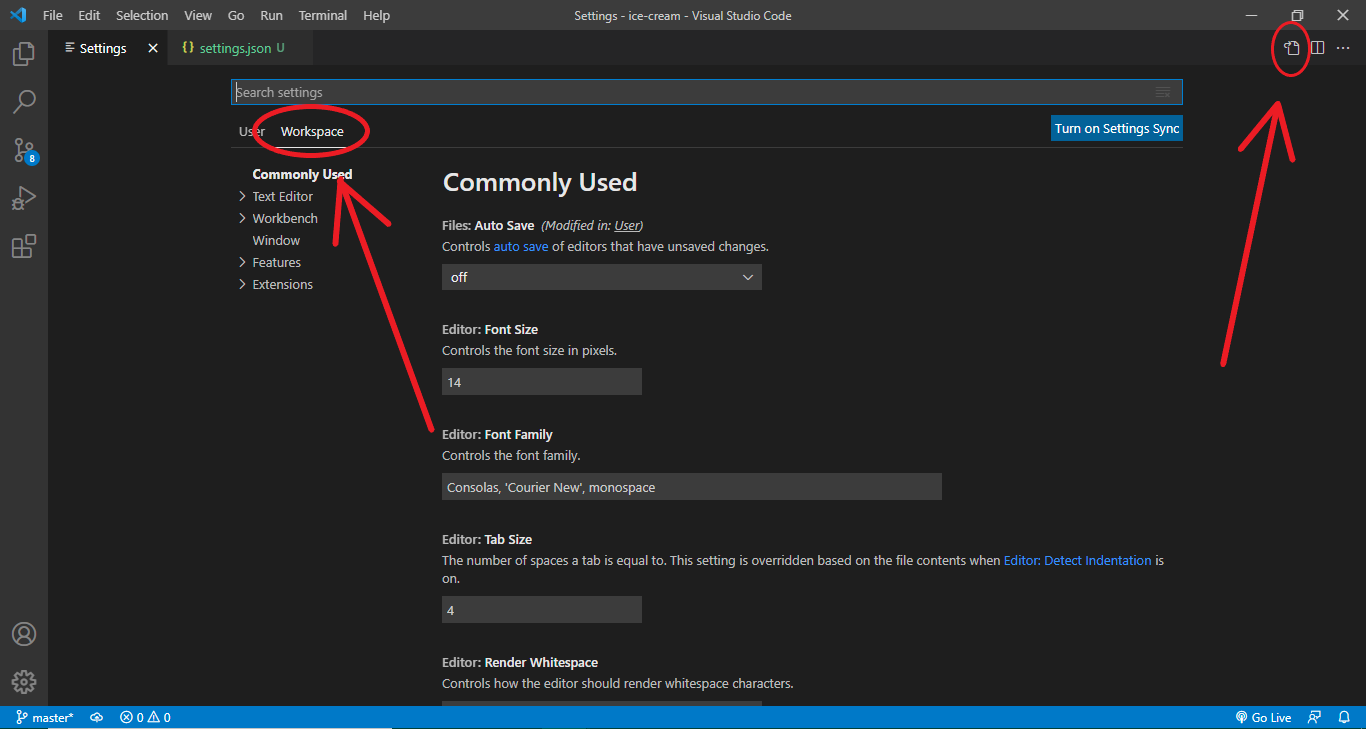 File Edit Selection View Go Run Terminal Help
Settings - ice-cream - Visual Studio Code
Settings
{} settings.json U
Search settings
User Workspace
Turn on Settings Sync
Commonly Used
Text Editor
Workbench
Window
Features
Extensions
Commonly Used
Files: Auto Save (Modified in: User)
Controls auto save of editors that have unsaved changes.
off
Editor: Font Size
Controls the font size in pixels.
14
Editor: Font Family
Controls the font family.
Consolas, 'Courier New', monospace
Editor: Tab Size
The number of spaces a tab is equal to. This setting is overridden based on the file contents when Editor: Detect Indentation is
on.
4
Editor: Render Whitespace
Controls how the editor should render whitespace characters.
8
master* 0 0
Go Live